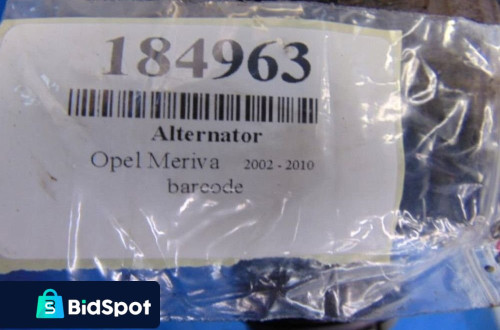 184963
Alternator
Opel Meriva 2002 - 2010
barcode
BidSpot